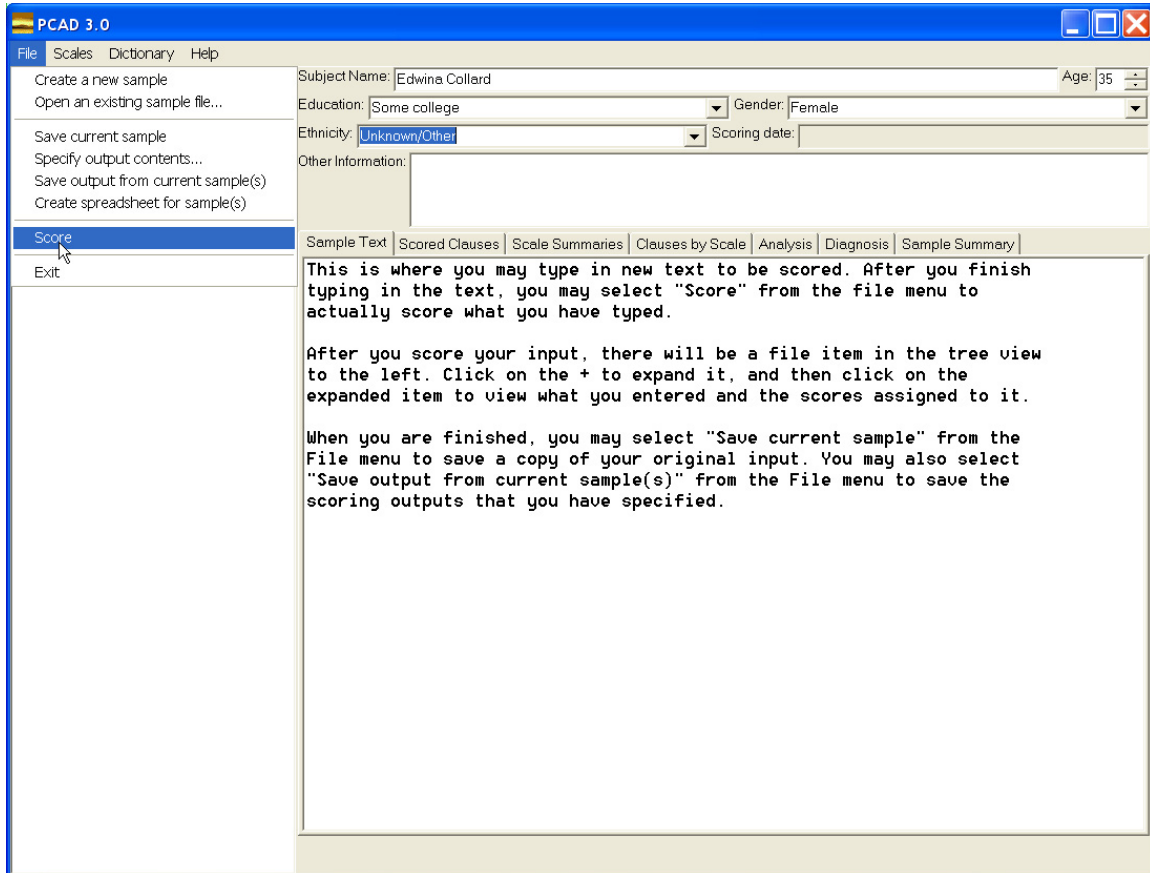 PCAD 3.0
File Scales Dictionary Help
Create a new sample
Open an existing sample file...
Save current sample
Specify output contents...
Save output from current sample(s)
Create spreadsheet for sample(s)
Score
Exit
Subject Name: Edwina Collard Age: 35
Education: Some college Gender: Female
Ethnicity: Unknown/Other Scoring date:
Other Information:
Sample Text Scored Clauses Scale Summaries Clauses by Scale Analysis Diagnosis Sample Summary
This is where you may type in new text to be scored. After you finish
typing in the text, you may select "Score" from the file menu to
actually score what you have typed.
After you score your input, there will be a file item in the tree view
to the left. Click on the + to expand it, and then click on the
expanded item to view what you entered and the scores assigned to it.
When you are finished, you may select "Save current sample" from the
File menu to save a copy of your original input. You may also select
"Save output from current sample(s)" from the File menu to save the
scoring outputs that you have specified.